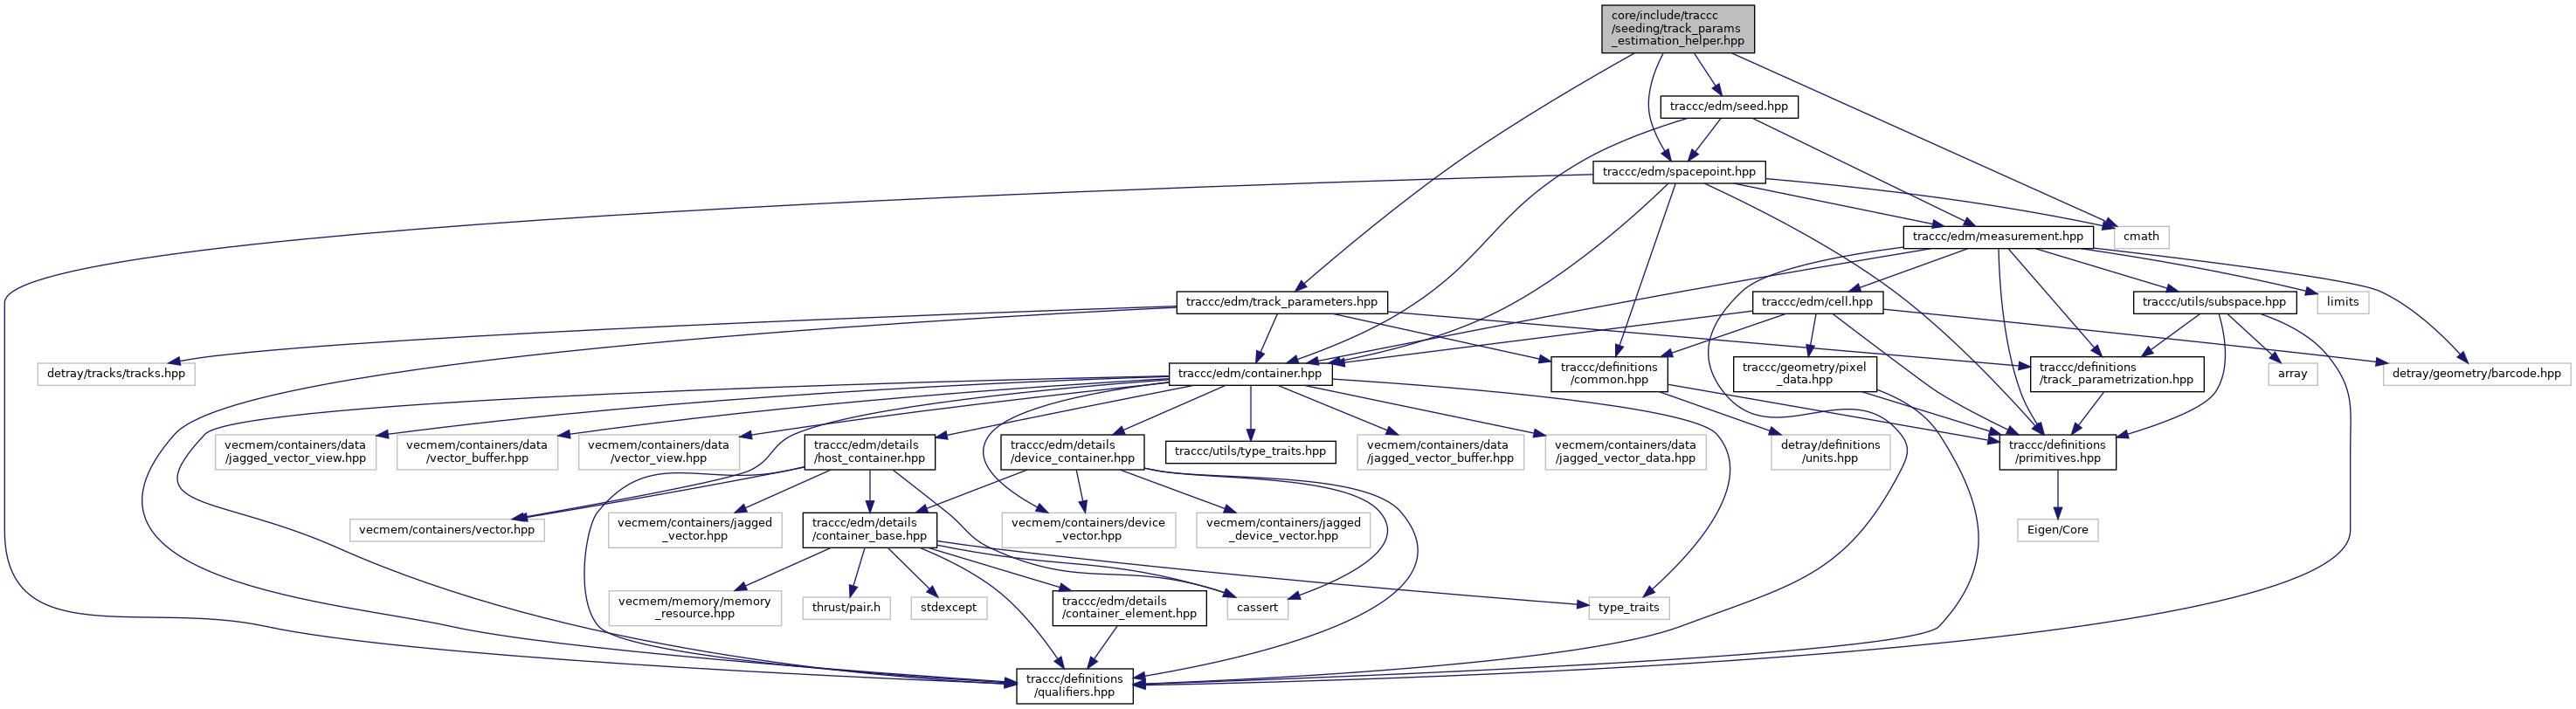 core/include/traccc
/seeding/track_params
_estimation_helper.hpp
traccc/edm/seed.hpp
traccc/edm/spacepoint.hpp
traccc/edm/measurement.hpp
cmath
traccc/edm/track_parameters.hpp
traccc/edm/cell.hpp
traccc/utils/subspace.hpp
limits
detray/tracks/tracks.hpp
traccc/edm/container.hpp
traccc/definitions
/common.hpp
traccc/geometry/pixel
_data.hpp
traccc/definitions
/track_parametrization.hpp
array
detray/geometry/barcode.hpp
vecmem/containers/data
/jagged_vector_view.hpp
vecmem/containers/data
/vector_buffer.hpp
vecmem/containers/data
/vector_view.hpp
traccc/edm/details
/host_container.hpp
traccc/edm/details
/device_container.hpp
traccc/utils/type_traits.hpp
vecmem/containers/data
/jagged_vector_buffer.hpp
vecmem/containers/data
/jagged_vector_data.hpp
detray/definitions
/units.hpp
traccc/definitions
/primitives.hpp
vecmem/containers/vector.hpp
vecmem/containers/jagged
_vector.hpp
traccc/edm/details
/container_base.hpp
vecmem/containers/device
_vector.hpp
vecmem/containers/jagged
_device_vector.hpp
Eigen/Core
vecmem/memory/memory
_resource.hpp
thrust/pair.h
stdexcept
traccc/edm/details
/container_element.hpp
cassert
type_traits
traccc/definitions
/qualifiers.hpp